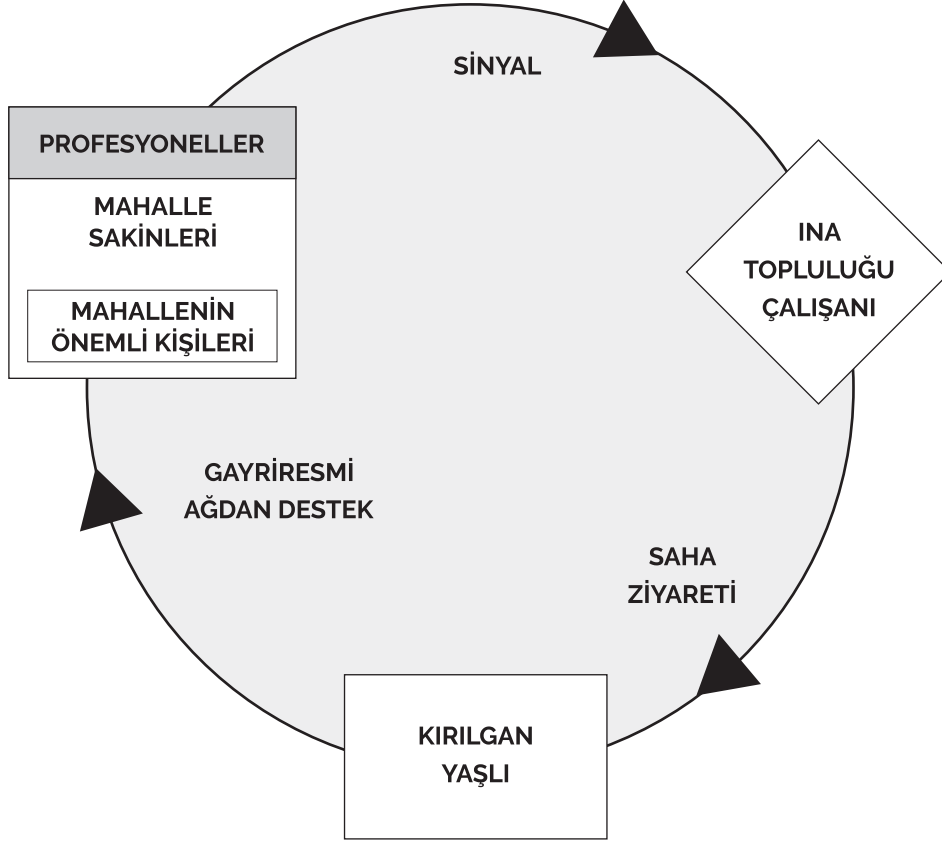 SİNYAL
PROFESYONELLER
MAHALLE
SAKİNLERİ
MAHALLENİN
ÖNEMLİ KİŞİLERİ
INA
TOPLULUĞU
ÇALIŞANI
GAYRİRESMİ
AĞDAN DESTEK
SAHA
ZİYARETİ
KIRILGAN
YAŞLI